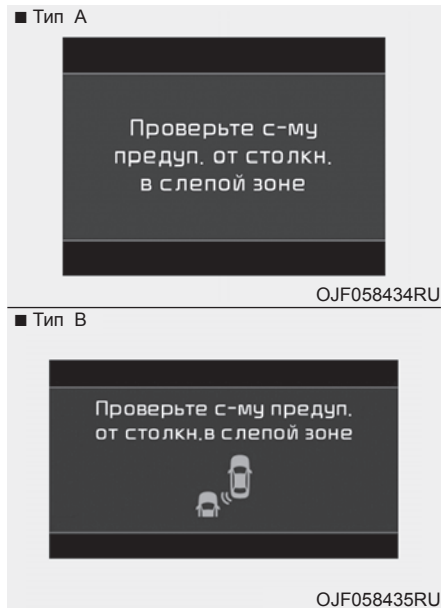 ■ Тип A
Проверьте с-му
предуп. от столкн.
в слепой зоне
OJF058434RU
■ Тип B
Проверьте с-му предуп.
от столкн.в слепой зоне
OJF058435RU